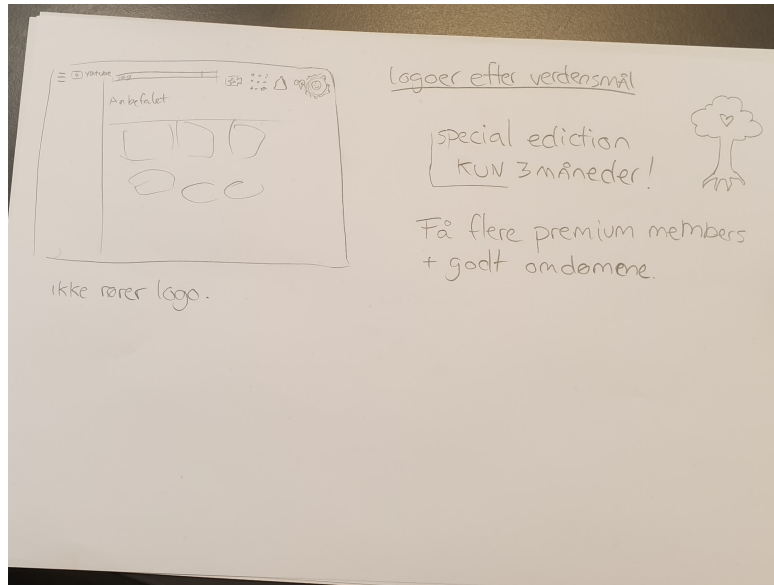 Youtube
Anbefalet
ikke rører logo.
Logoer efter verdensmål
special ediction
KUN 3 måneder!
Få flere premium members
+ godt omdømene.